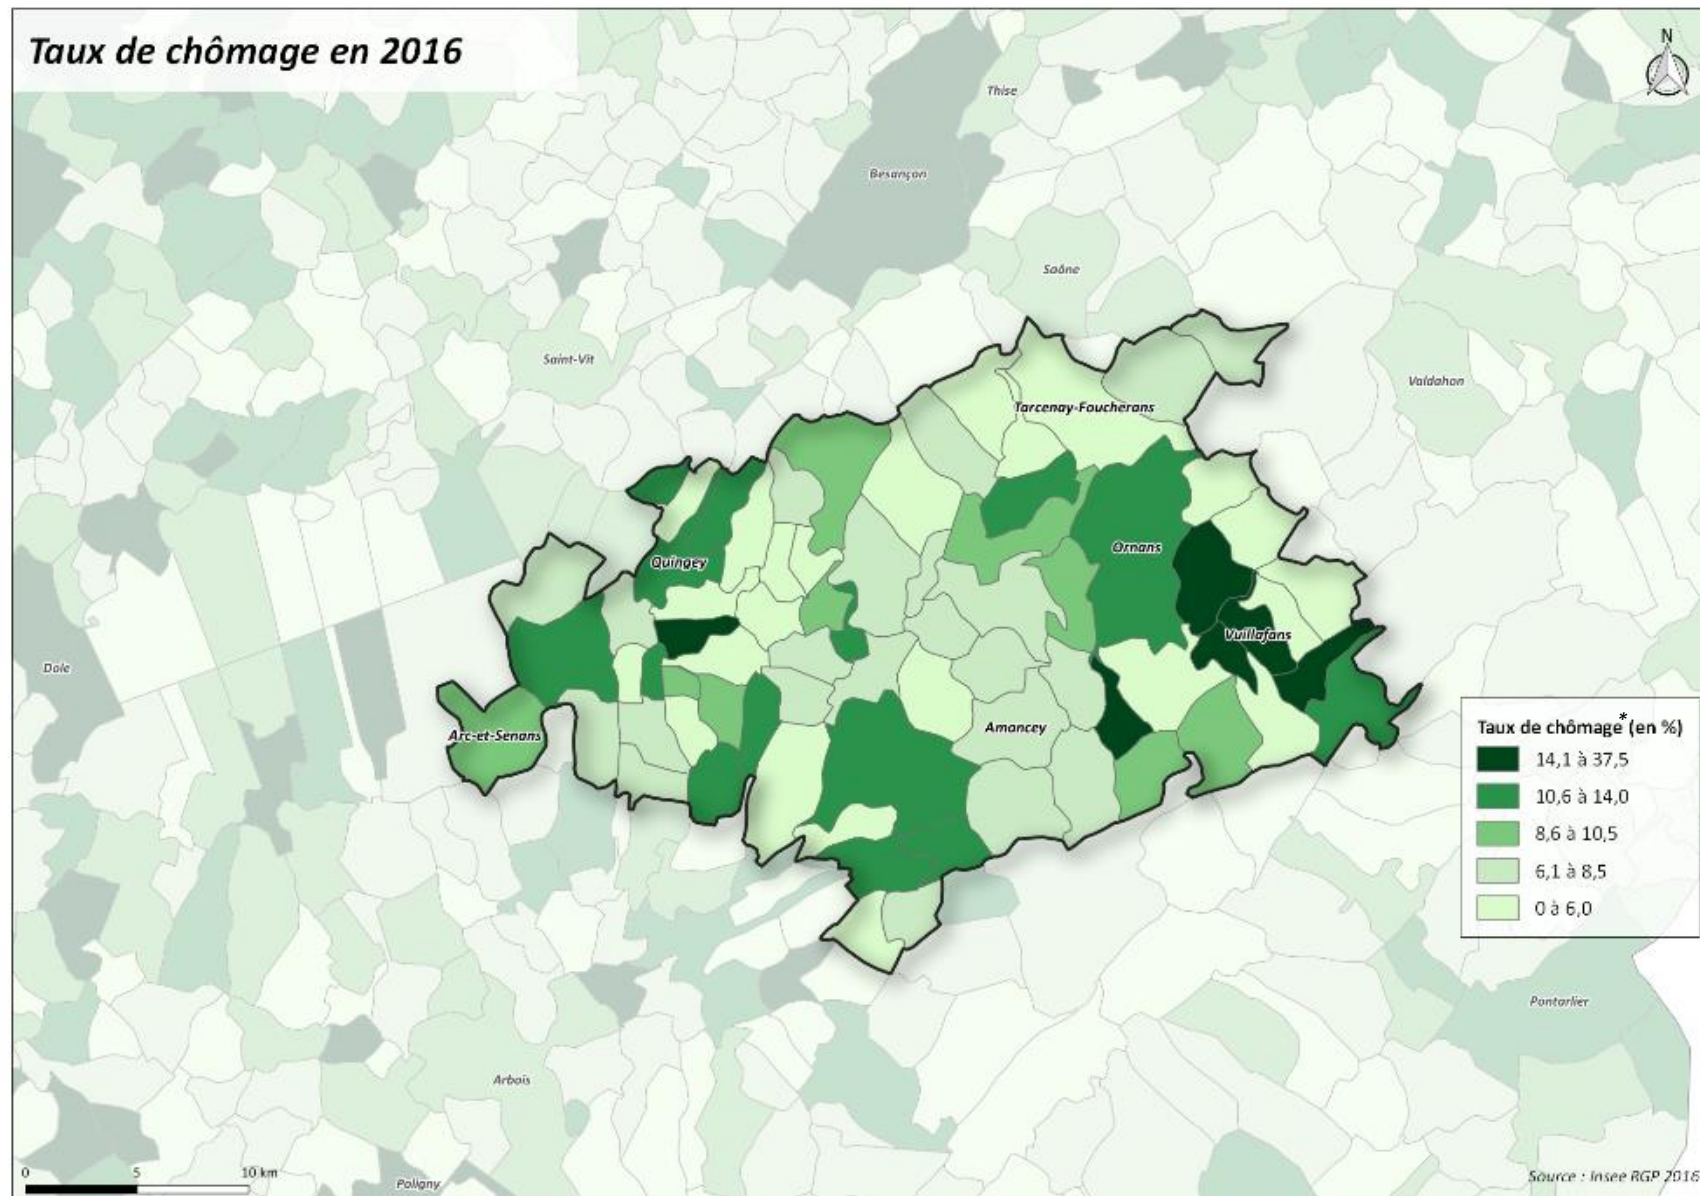 Taux de chômage en 2016
N
Thise
Besançon
Saône
Saint-Vit
Valdahon
Tarcenay-Foucherans
Ornans
Quingey
Vuillafans
Dole
Arc-et-Senans
Amancey
Taux de chômage* (en %)
14,1 à 37,5
10,6 à 14,0
8,6 à 10,5
6,1 à 8,5
0 à 6,0
Pontarlier
Arbois
0 5 10 km
Poligny
Source : Insee RGP 2016